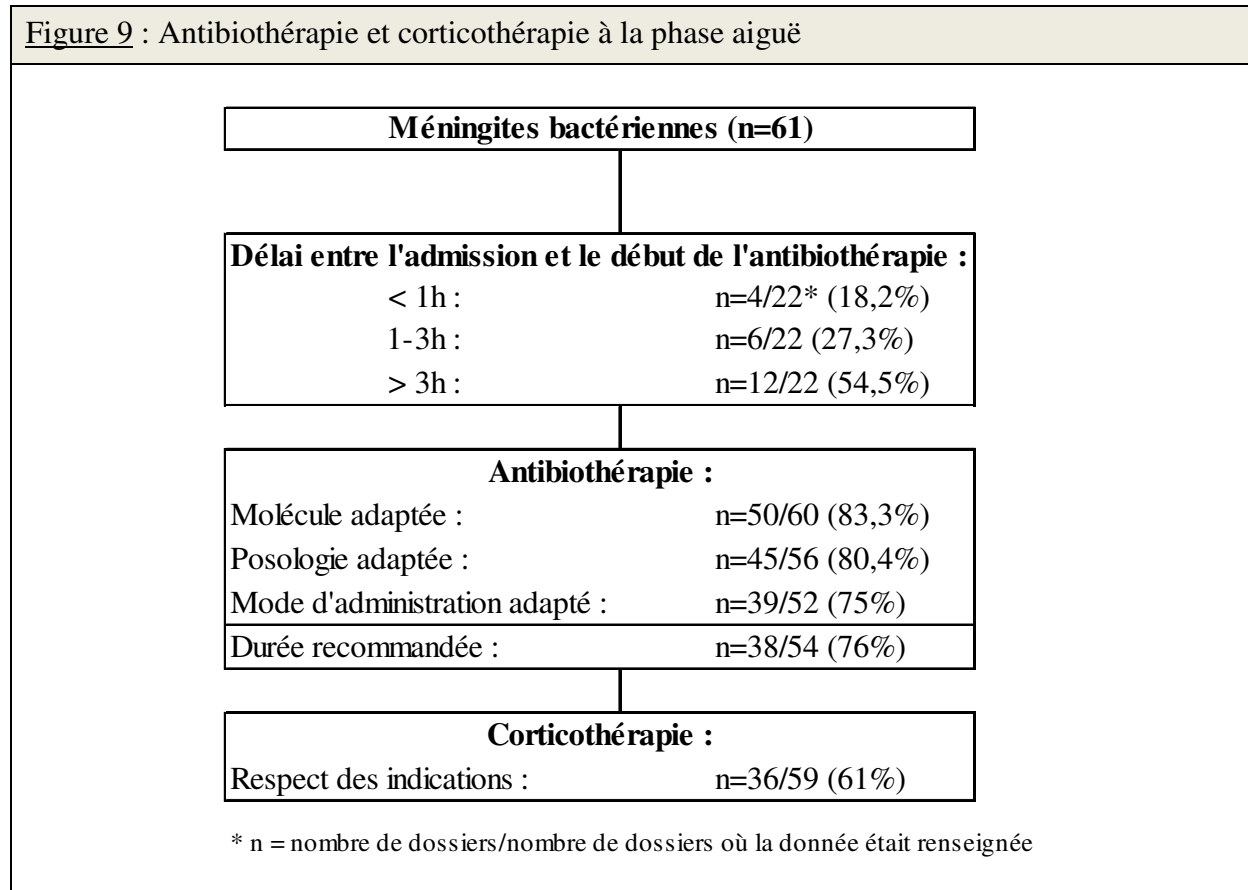 Figure 9 : Antibiothérapie et corticothérapie à la phase aiguë
Méningites bactériennes (n=61)
Délai entre l'admission et le début de l'antibiothérapie :
< 1h : n=4/22* (18,2%)
1-3h : n=6/22 (27,3%)
> 3h : n=12/22 (54,5%)
Antibiothérapie :
Molécule adaptée : n=50/60 (83,3%)
Posologie adaptée : n=45/56 (80,4%)
Mode d'administration adapté : n=39/52 (75%)
Durée recommandée : n=38/54 (76%)
Corticothérapie :
Respect des indications : n=36/59 (61%)
* n = nombre de dossiers/nombre de dossiers où la donnée était renseignée